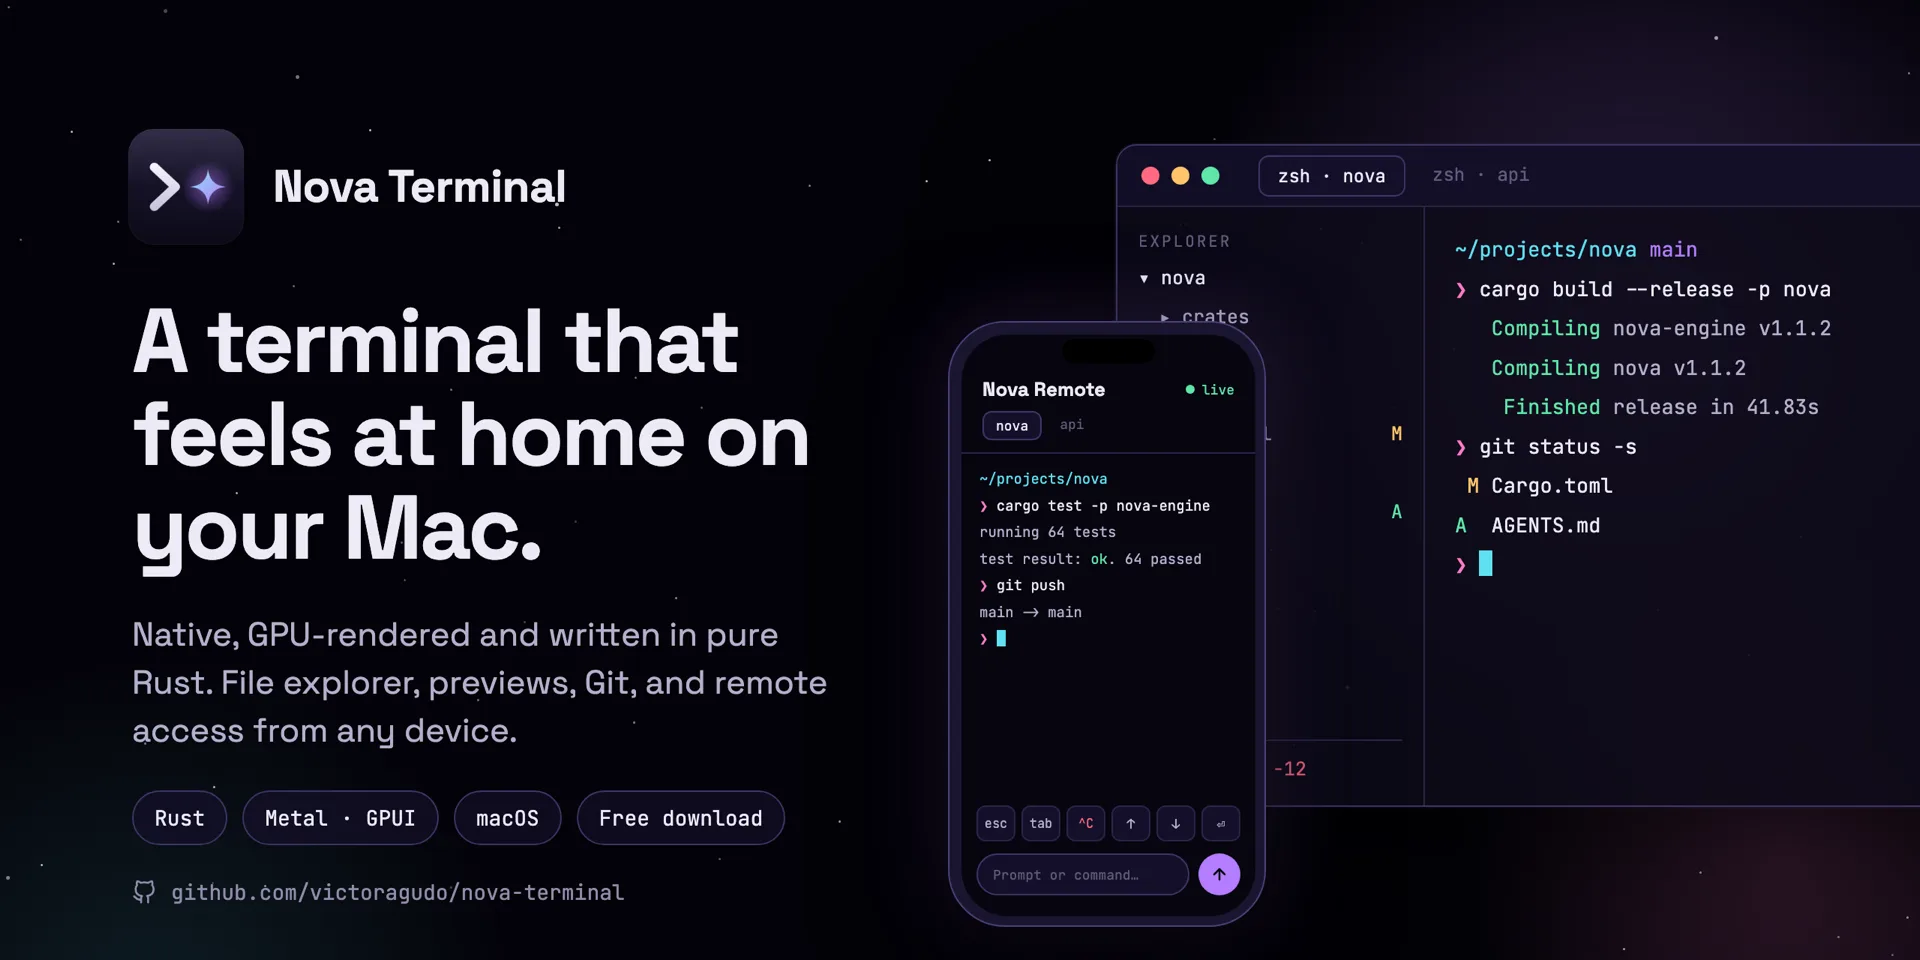 Nova Terminal
A terminal that
feels at home on
your Mac.
Native, GPU-rendered and written in pure
Rust. File explorer, previews, Git, and remote
access from any device.
Rust
Metal · GPUI
macOS
Free download
github.com/victoragudo/nova-terminal
zsh · nova
zsh · api
EXPLORER
▾ nova
▸ crates
M
A
-12
~/projects/nova main
❯ cargo build --release -p nova
Compiling nova-engine v1.1.2
Compiling nova v1.1.2
Finished release in 41.83s
❯ git status -s
M Cargo.toml
A AGENTS.md
❯
Nova Remote
● live
nova
api
~/projects/nova
❯ cargo test -p nova-engine
running 64 tests
test result: ok. 64 passed
❯ git push
main -> main
❯
esc
tab
^C
↑
↓
⏎
Prompt or command…
↑